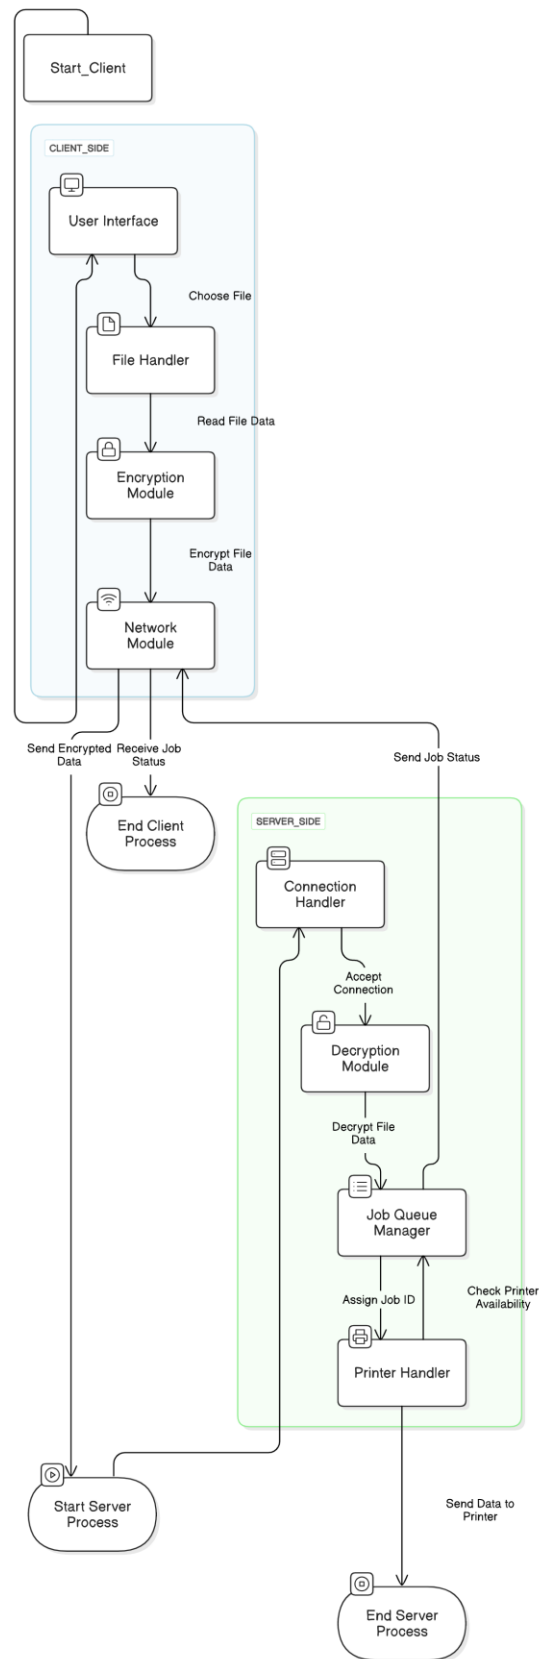 Start_Client
CLIENT_SIDE
User Interface
Choose File
File Handler
Read File Data
Encryption
Module
Encrypt File
Data
Network
Module
Send Encrypted
Data
Receive Job
Status
Send Job Status
End Client
Process
SERVER_SIDE
Connection
Handler
Accept
Connection
Decryption
Module
Decrypt File
Data
Job Queue
Manager
Assign Job ID
Check Printer
Availability
Printer Handler
Start Server
Process
Send Data to
Printer
End Server
Process